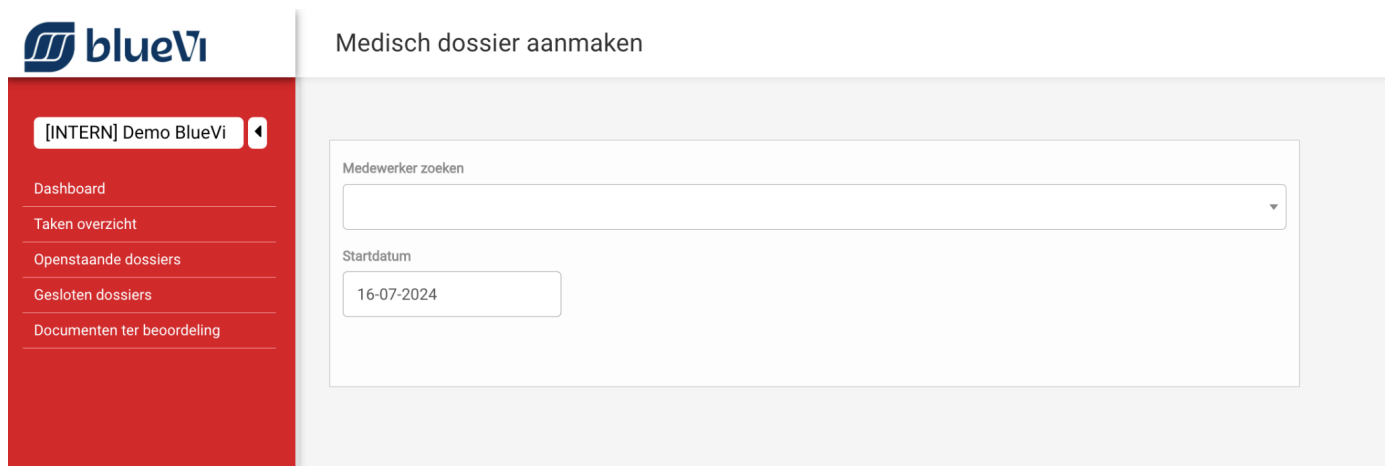 blueVi
Medisch dossier aanmaken
[INTERN] Demo BlueVi
Dashboard
Taken overzicht
Openstaande dossiers
Gesloten dossiers
Documenten ter beoordeling
Medewerker zoeken
Startdatum
16-07-2024